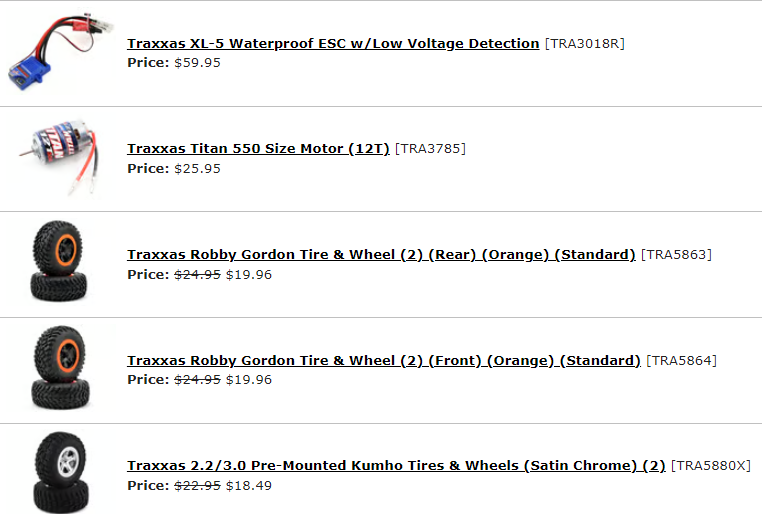 Traxxas XL-5 Waterproof ESC w/Low Voltage Detection [TRA3018R]
Price: $59.95
TITAN
Traxxas Titan 550 Size Motor (12T) [TRA3785]
Price: $25.95
Traxxas Robby Gordon Tire & Wheel (2) (Rear) (Orange) (Standard) [TRA5863]
Price: $24.95 $19.96
Traxxas Robby Gordon Tire & Wheel (2) (Front) (Orange) (Standard) [TRA5864]
Price: $24.95 $19.96
Traxxas 2.2/3.0 Pre-Mounted Kumho Tires & Wheels (Satin Chrome) (2) [TRA5880X]
Price: $22.95 $18.49